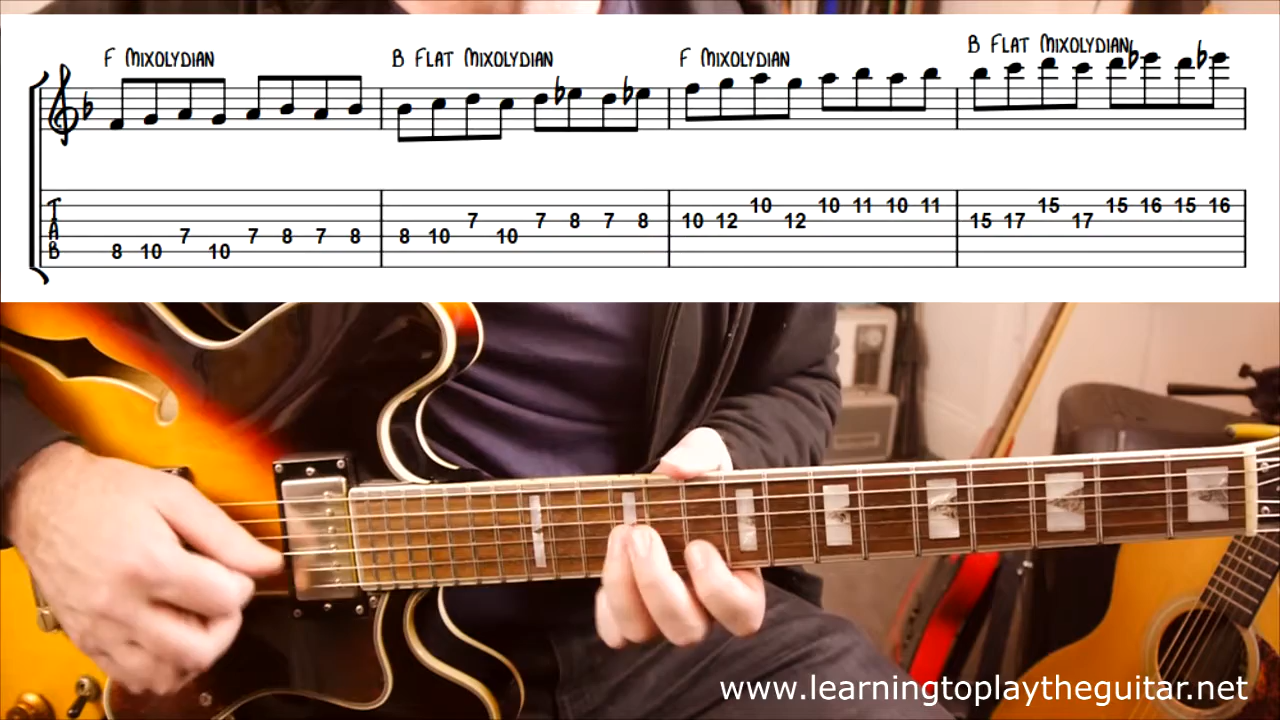 F Mixolydian B Flat Mixolydian F Mixolydian B Flat Mixolydian
T
A
B
10 10 11 10 11 15 16 15 16
7 7 8 7 8 10 12 12 15 17 17
7 7 8 7 8 8 10 10
8 10 10
www.learningtoplaytheguitar.net